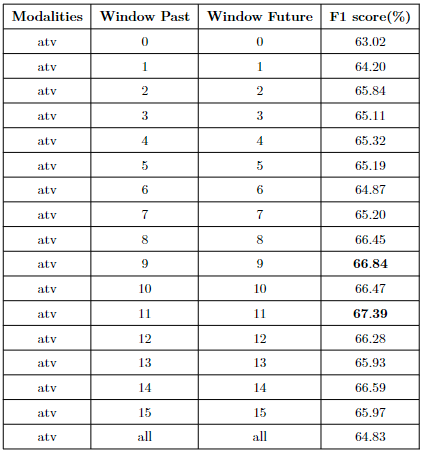 Modalities Window Past Window Future F1 score(%)
atv 0 0 63.02
atv 1 1 64.20
atv 2 2 65.84
atv 3 3 65.11
atv 4 4 65.32
atv 5 5 65.19
atv 6 6 64.87
atv 7 7 65.20
atv 8 8 66.45
atv 9 9 66.84
atv 10 10 66.47
atv 11 11 67.39
atv 12 12 66.28
atv 13 13 65.93
atv 14 14 66.59
atv 15 15 65.97
atv all all 64.83